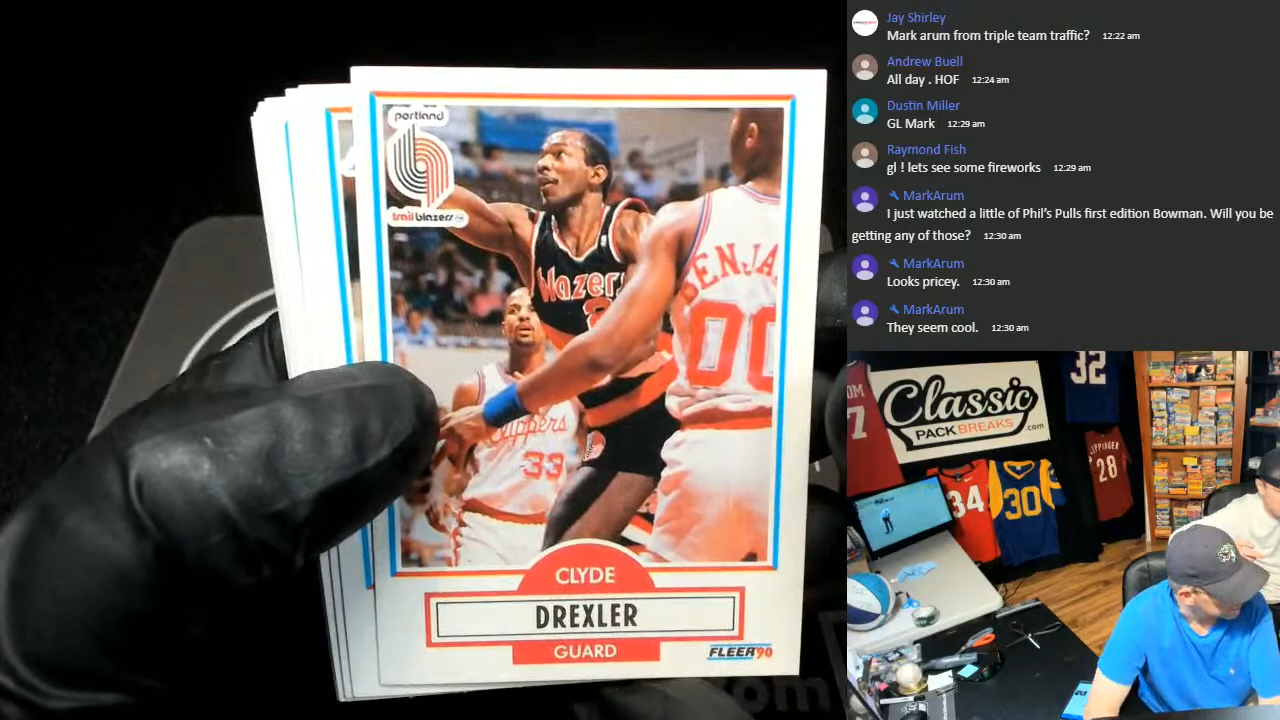 portland
trail blazers
Blazers
BENJA
00
Clippers
33
CLYDE
DREXLER
GUARD
FLEER'90
Jay Shirley
Mark arum from triple team traffic? 12:22 am
Andrew Buell
All day . HOF 12:24 am
Dustin Miller
GL Mark 12:29 am
Raymond Fish
gl ! lets see some fireworks 12:29 am
MarkArum
I just watched a little of Phil's Pulls first edition Bowman. Will you be
getting any of those? 12:30 am
MarkArum
Looks pricey. 12:30 am
MarkArum
They seem cool. 12:30 am
Classic
PACK BREAKS.com
32
7
34
30
28